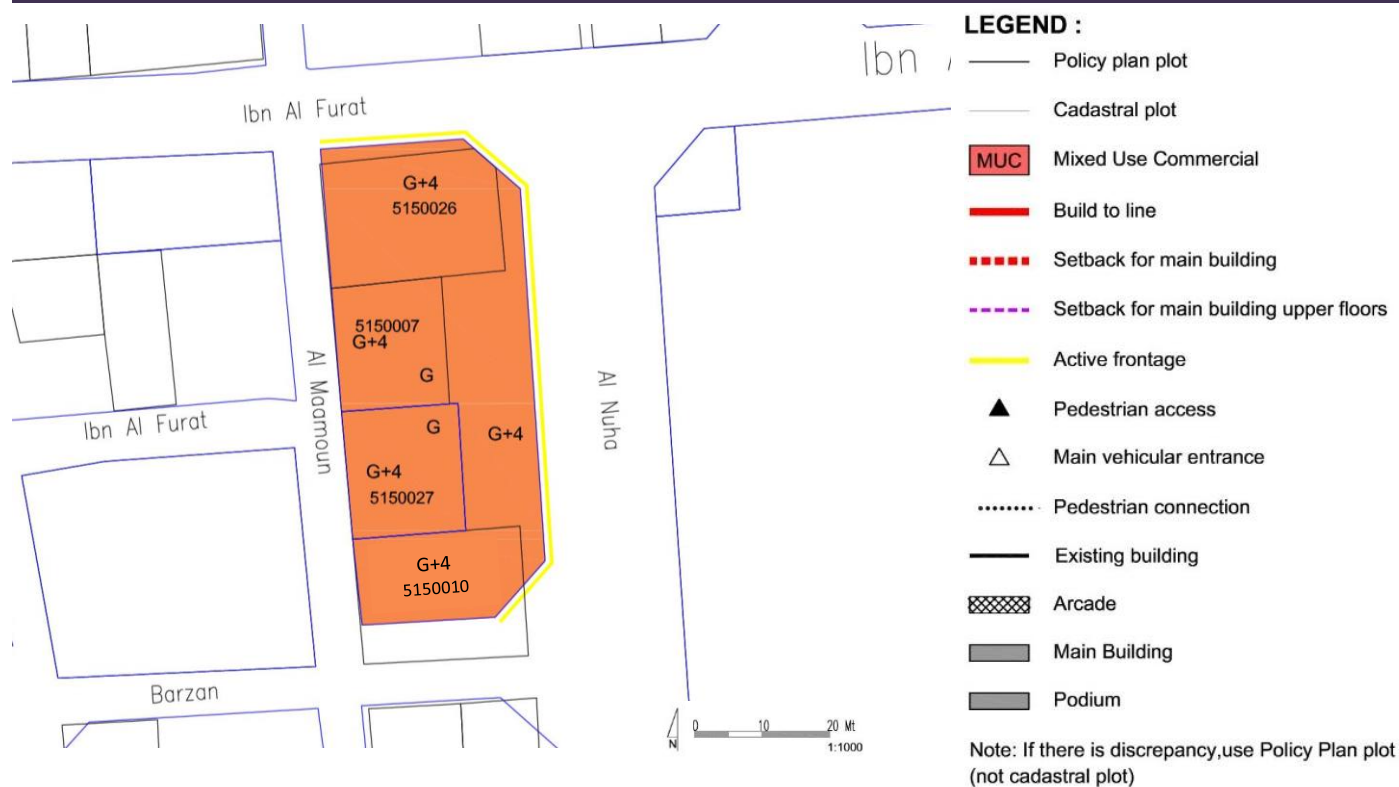 Ibn A
Ibn Al Furat
G+4
5150026
5150007
G+4
G
Al Maamoun
Al Nuha
Ibn Al Furat
G
G+4
G+4
5150027
G+4
5150010
Barzan
N
0 10 20 Mt
1:1000
LEGEND :
Policy plan plot
Cadastral plot
MUC Mixed Use Commercial
Build to line
Setback for main building
Setback for main building upper floors
Active frontage
Pedestrian access
Main vehicular entrance
Pedestrian connection
Existing building
Arcade
Main Building
Podium
Note: If there is discrepancy,use Policy Plan plot
(not cadastral plot)